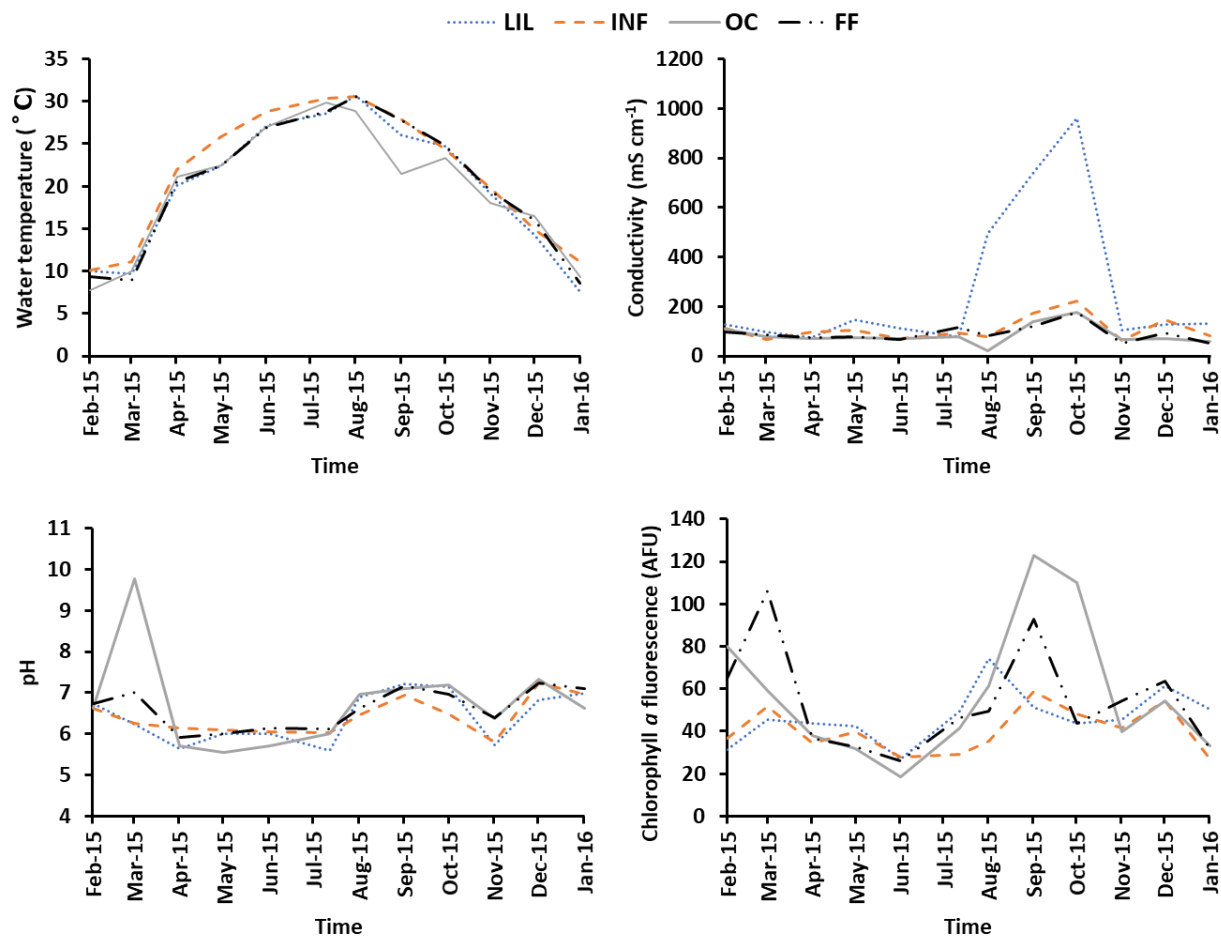 LIL INF OC FF
Water temperature (°C)
35
30
25
20
15
10
5
0
Feb-15 Mar-15 Apr-15 May-15 Jun-15 Jul-15 Aug-15 Sep-15 Oct-15 Nov-15 Dec-15 Jan-16
Time
Conductivity (mS cm⁻¹)
1200
1000
800
600
400
200
0
Feb-15 Mar-15 Apr-15 May-15 Jun-15 Jul-15 Aug-15 Sep-15 Oct-15 Nov-15 Dec-15 Jan-16
Time
pH
11
10
9
8
7
6
5
4
Feb-15 Mar-15 Apr-15 May-15 Jun-15 Jul-15 Aug-15 Sep-15 Oct-15 Nov-15 Dec-15 Jan-16
Time
Chlorophyll a fluorescence (AFU)
140
120
100
80
60
40
20
0
Feb-15 Mar-15 Apr-15 May-15 Jun-15 Jul-15 Aug-15 Sep-15 Oct-15 Nov-15 Dec-15 Jan-16
Time